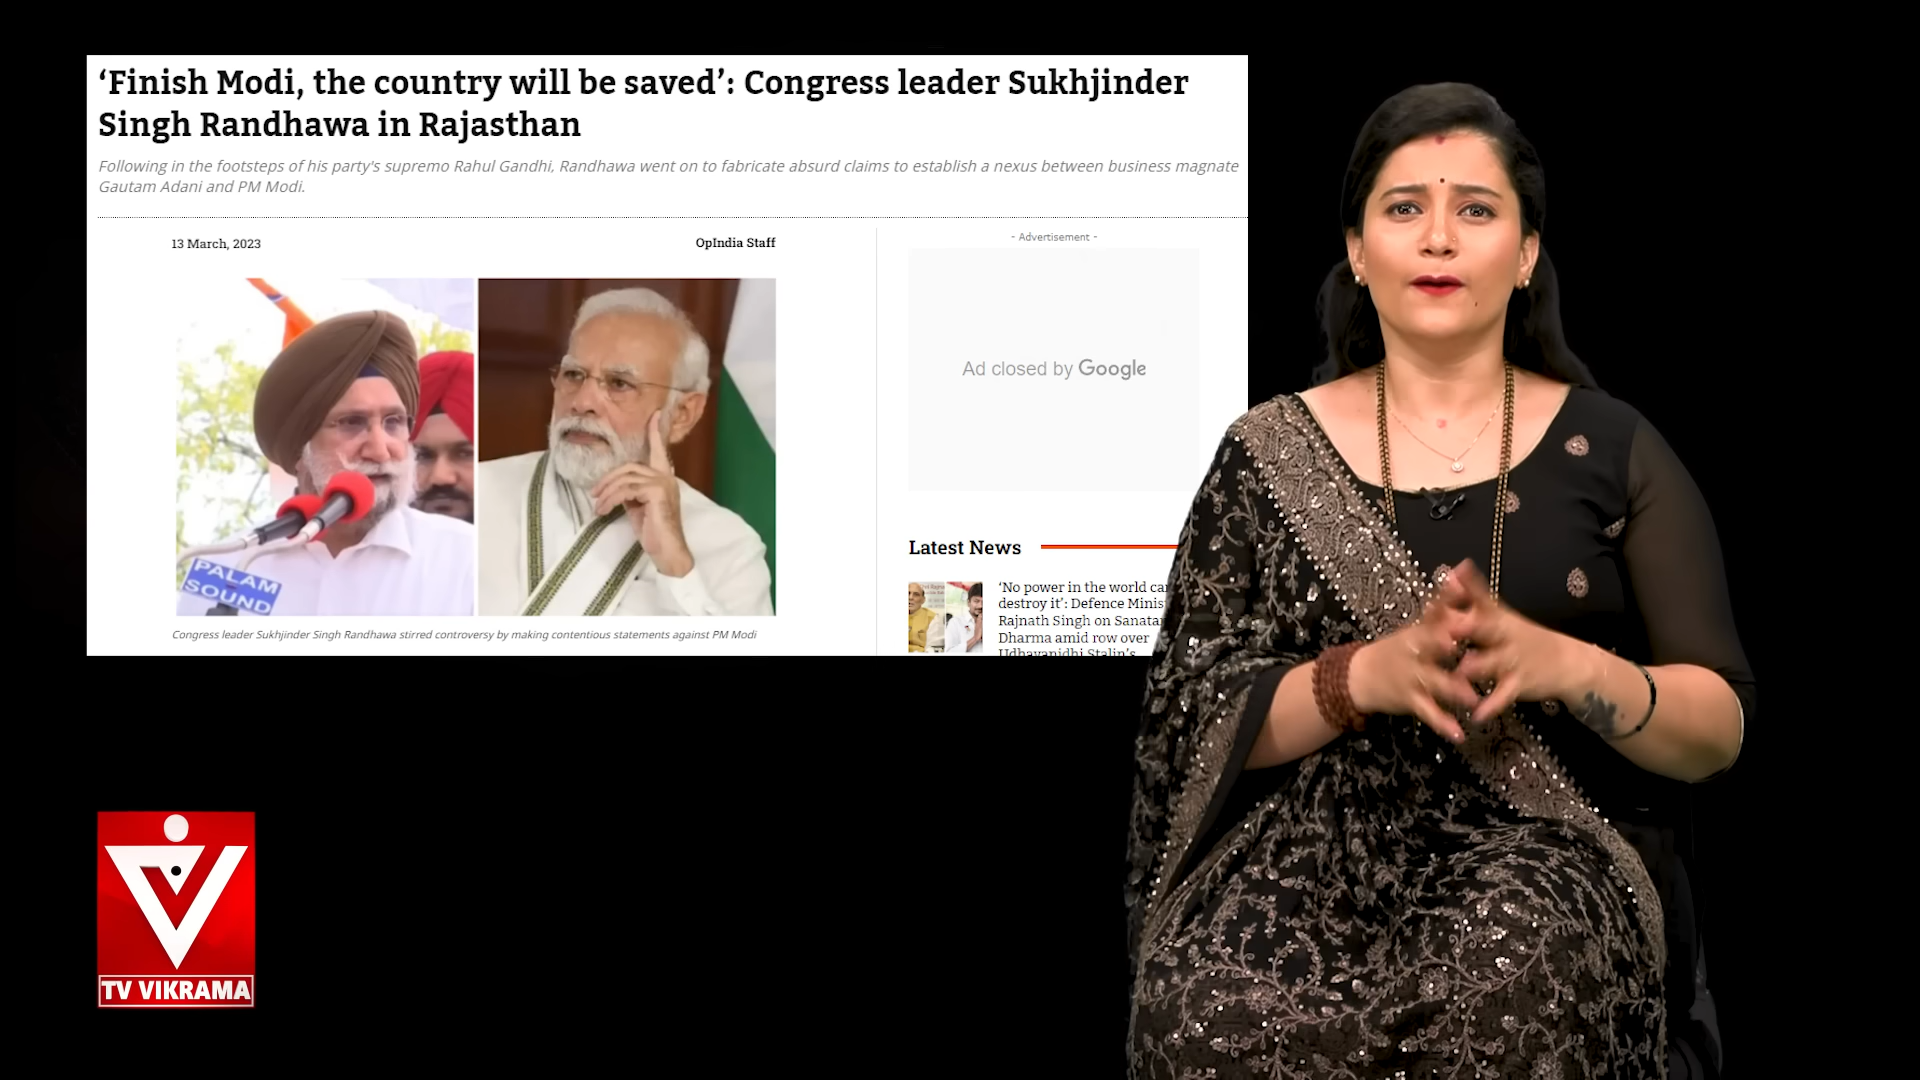 ‘Finish Modi, the country will be saved’: Congress leader Sukhjinder
Singh Randhawa in Rajasthan
Following in the footsteps of his party's supremo Rahul Gandhi, Randhawa went on to fabricate absurd claims to establish a nexus between business magnate
Gautam Adani and PM Modi.
13 March, 2023
OpIndia Staff
- Advertisement -
Ad closed by Google
PALAM
SOUND
Congress leader Sukhjinder Singh Randhawa stirred controversy by making contentious statements against PM Modi
Latest News
‘No power in the world
destroy it’: Defence
Rajnath Singh on
Dharma amid row over
Udhayanidhi Stalin’s
TV VIKRAMA